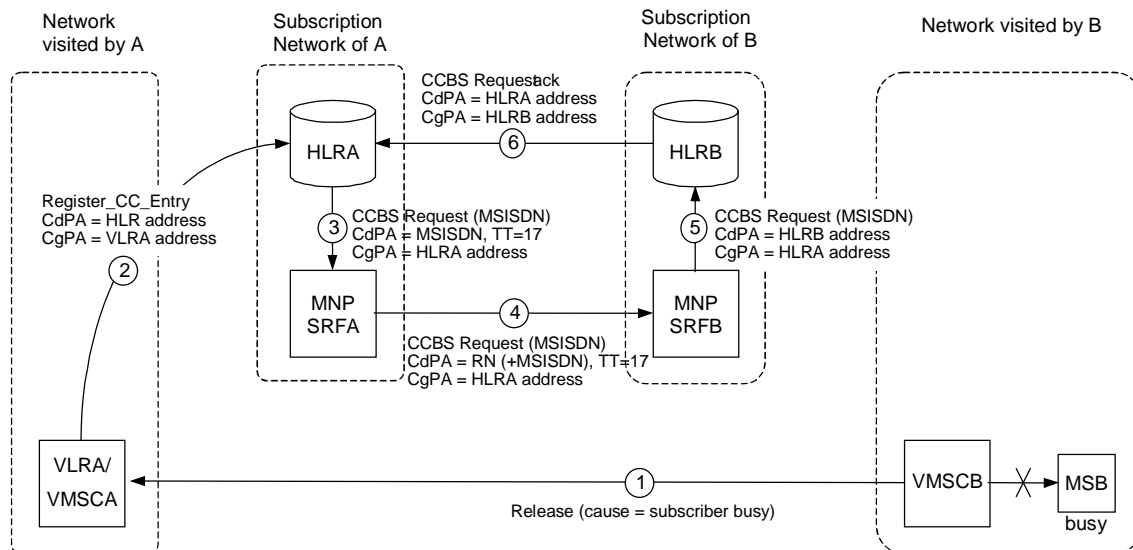 Network
visited by A
Subscription
Network of A
Subscription
Network of B
Network visited by B
CCBS Requestack
CdPA = HLRA address
CgPA = HLRB address
6
HLRA
HLRB
Register_CC_Entry
CdPA = HLR address
CgPA = VLRA address
2
3
CCBS Request (MSISDN)
CdPA = MSISDN, TT=17
CgPA = HLRA address
5
CCBS Request (MSISDN)
CdPA = HLRB address
CgPA = HLRA address
MNP
SRFA
4
MNP
SRFB
CCBS Request (MSISDN)
CdPA = RN (+MSISDN), TT=17
CgPA = HLRA address
VLRA/
VMSCA
1
Release (cause = subscriber busy)
VMSCB
MSB
busy